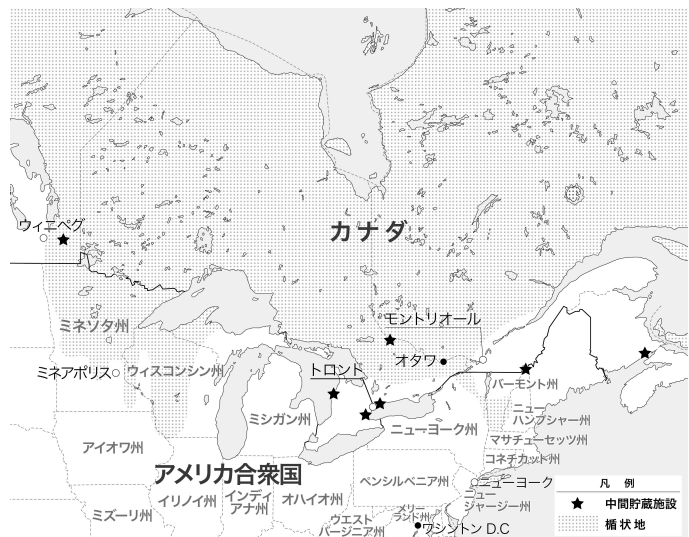 ウィニペグ
カナダ
ミネソタ州
モントリオール
ミネアポリス
ウィスコンシン州
オタワ
トロント
バーモント州
ミシガン州
ニューヨーク州
ニュー
ハンプシャー州
マサチューセッツ州
アイオワ州
コネチカット州
アメリカ合衆国
ペンシルベニア州
ニューヨーク
イリノイ州
インディ
アナ州
オハイオ州
ニュー
ジャージー州
ミズーリ州
ウエスト
バージニア州
メリー
ランド州
ワシントン D.C
凡 例
中間貯蔵施設
楯状地